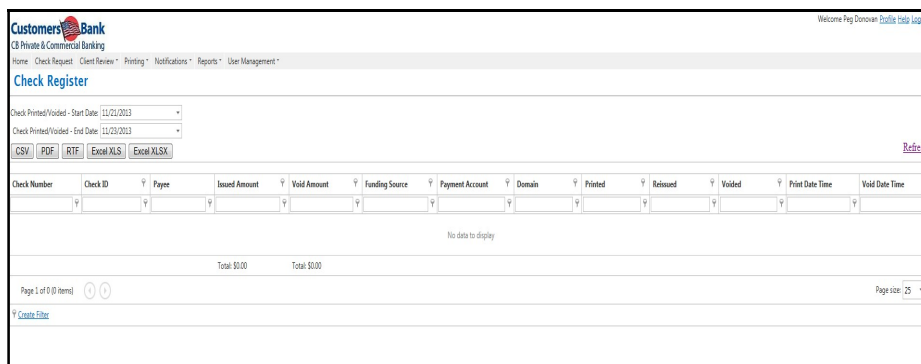 Welcome Peg Donovan Profile Help Log
Customers Bank
CB Private & Commercial Banking
Home Check Request Client Review Printing Notifications Reports User Management
Check Register
Check Printed/Voided - Start Date: 11/21/2013
Check Printed/Voided - End Date: 11/23/2013
CSV PDF RTF Excel XLS Excel XLSX
Refre
Check Number Check ID Payee Issued Amount Void Amount Funding Source Payment Account Domain Printed Reissued Voided Print Date Time Void Date Time
No data to display
Total: $0.00 Total: $0.00
Page 1 of 0 (0 items) Page size: 25
Create Filter